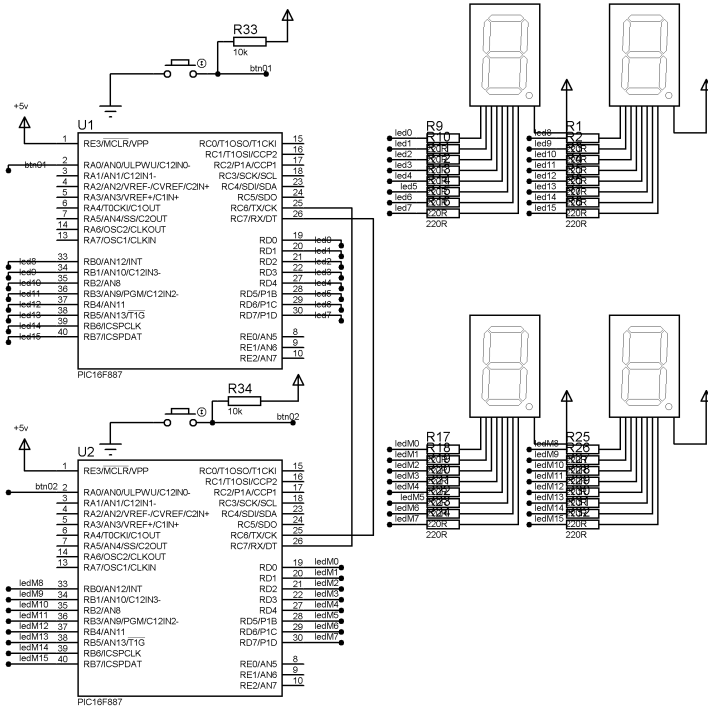 R33
10k
btn01
+5v
U1
1 RE3/MCLR/VPP RC0/T1OSO/T1CKI 15
RC1/T1OSI/CCP2 16
btn01 2 RA0/AN0/ULPWU/C12IN0- RC2/P1A/CCP1 17
3 RA1/AN1/C12IN1- RC3/SCK/SCL 18
4 RA2/AN2/VREF-/CVREF/C2IN+ RC4/SDI/SDA 23
5 RA3/AN3/VREF+/C1IN+ RC5/SDO 24
6 RA4/T0CKI/C1OUT RC6/TX/CK 25
7 RA5/AN4/SS/C2OUT RC7/RX/DT 26
14 RA6/OSC2/CLKOUT
13 RA7/OSC1/CLKIN RD0 19 led0
RD1 20 led1
led8 33 RB0/AN12/INT RD2 21 led2
led9 34 RB1/AN10/C12IN3- RD3 22 led3
led10 35 RB2/AN8 RD4 27 led4
led11 36 RB3/AN9/PGM/C12IN2- RD5/P1B 28 led5
led12 37 RB4/AN11 RD6/P1C 29 led6
led13 38 RB5/AN13/T1G RD7/P1D 30 led7
led14 39 RB6/ICSPCLK
led15 40 RB7/ICSPDAT RE0/AN5 8
RE1/AN6 9
RE2/AN7 10
PIC16F887
R34
10k
btn02
+5v
U2
1 RE3/MCLR/VPP RC0/T1OSO/T1CKI 15
RC1/T1OSI/CCP2 16
btn02 2 RA0/AN0/ULPWU/C12IN0- RC2/P1A/CCP1 17
3 RA1/AN1/C12IN1- RC3/SCK/SCL 18
4 RA2/AN2/VREF-/CVREF/C2IN+ RC4/SDI/SDA 23
5 RA3/AN3/VREF+/C1IN+ RC5/SDO 24
6 RA4/T0CKI/C1OUT RC6/TX/CK 25
7 RA5/AN4/SS/C2OUT RC7/RX/DT 26
14 RA6/OSC2/CLKOUT
13 RA7/OSC1/CLKIN RD0 19 ledM0
RD1 20 ledM1
ledM8 33 RB0/AN12/INT RD2 21 ledM2
ledM9 34 RB1/AN10/C12IN3- RD3 22 ledM3
ledM10 35 RB2/AN8 RD4 27 ledM4
ledM11 36 RB3/AN9/PGM/C12IN2- RD5/P1B 28 ledM5
ledM12 37 RB4/AN11 RD6/P1C 29 ledM6
ledM13 38 RB5/AN13/T1G RD7/P1D 30 ledM7
ledM14 39 RB6/ICSPCLK
ledM15 40 RB7/ICSPDAT RE0/AN5 8
RE1/AN6 9
RE2/AN7 10
PIC16F887
R9
led0
R10
led1
led2
led3
led4
led5
led6
led7
220R
R1
led8
R2
led9
led10
led11
led12
led13
led14
led15
220R
R17
ledM0
R18
ledM1
ledM2
R20
ledM3
ledM4
ledM5
ledM6
ledM7
220R
220R
R25
ledM8
R26
ledM9
ledM10
ledM11
ledM12
ledM13
ledM14
R32
ledM15
220R
220R